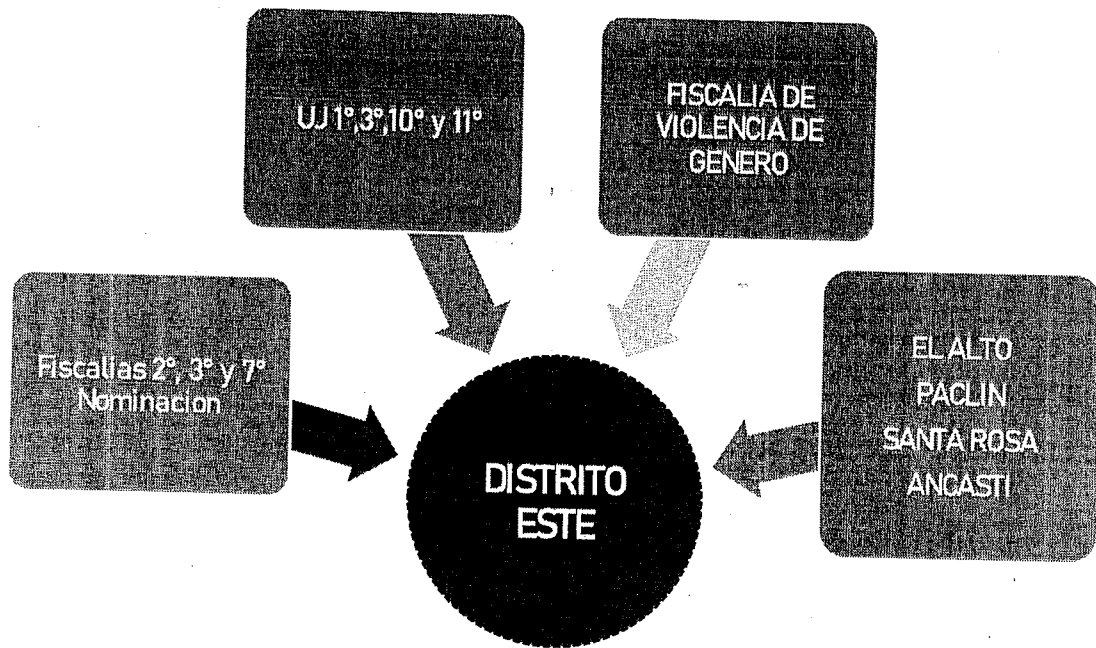 UJ 1°,3°,10° y 11°
FISCALIA DE
VIOLENCIA DE
GENERO
Fiscalias 2°, 3° y 7°
Nominacion
EL ALTO
PACLIN
SANTA ROSA
ANCASTI
DISTRITO
ESTE